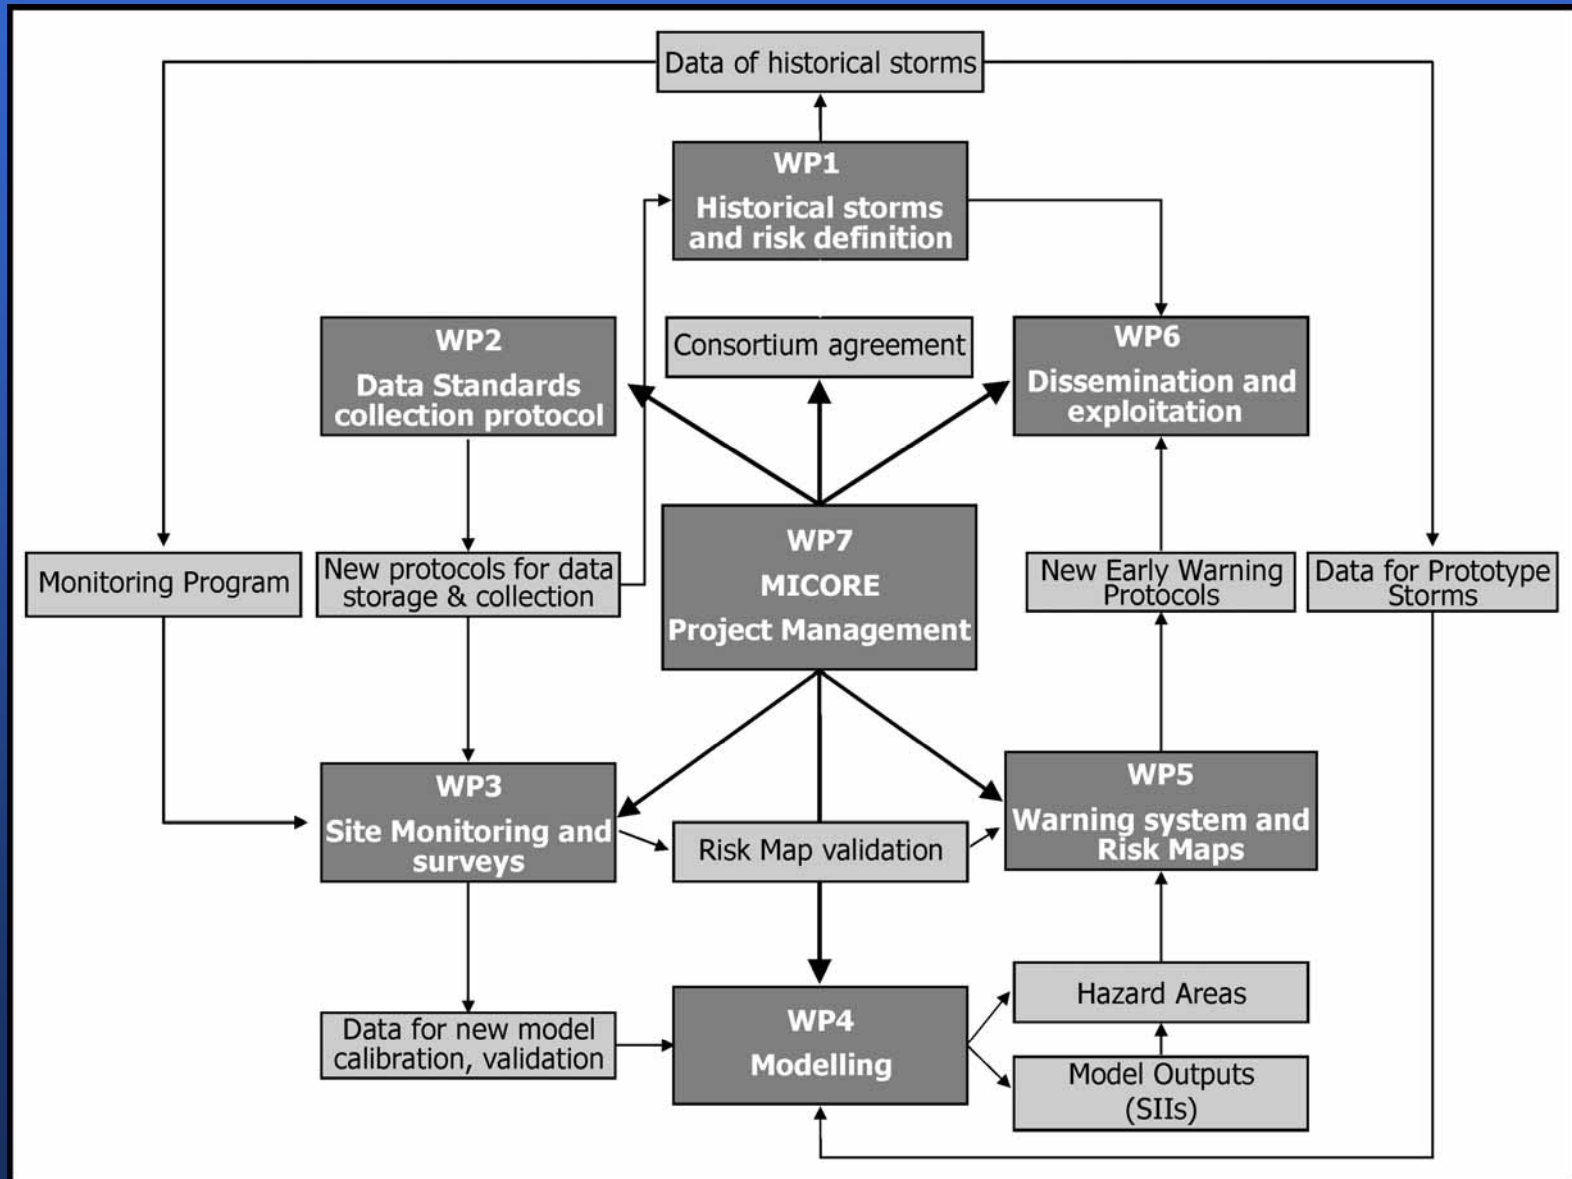 Data of historical storms
WP1
Historical storms
and risk definition
WP2
Data Standards
collection protocol
Consortium agreement
WP6
Dissemination and
exploitation
Monitoring Program
New protocols for data
storage & collection
WP7
MICORE
Project Management
New Early Warning
Protocols
Data for Prototype
Storms
WP3
Site Monitoring and
surveys
Risk Map validation
WP5
Warning system and
Risk Maps
Data for new model
calibration, validation
WP4
Modelling
Hazard Areas
Model Outputs
(SIIs)